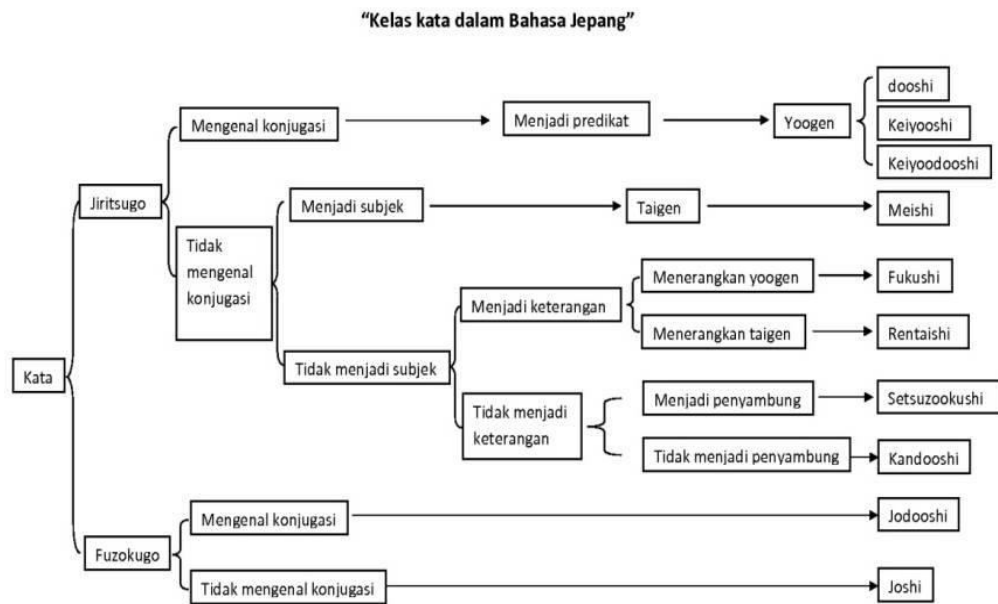 “Kelas kata dalam Bahasa Jepang”
dooshi
Mengenal konjugasi
Menjadi predikat
Yoogen
Keiyooshi
Keiyoodooshi
Jiritsugo
Menjadi subjek
Taigen
Meishi
Tidak
mengenal
konjugasi
Menerangkan yoogen
Fukushi
Menjadi keterangan
Menerangkan taigen
Rentaishi
Tidak menjadi subjek
Kata
Tidak menjadi
keterangan
Menjadi penyambung
Setsuzookushi
Tidak menjadi penyambung
Kandooshi
Mengenal konjugasi
Jodooshi
Fuzokugo
Tidak mengenal konjugasi
Joshi